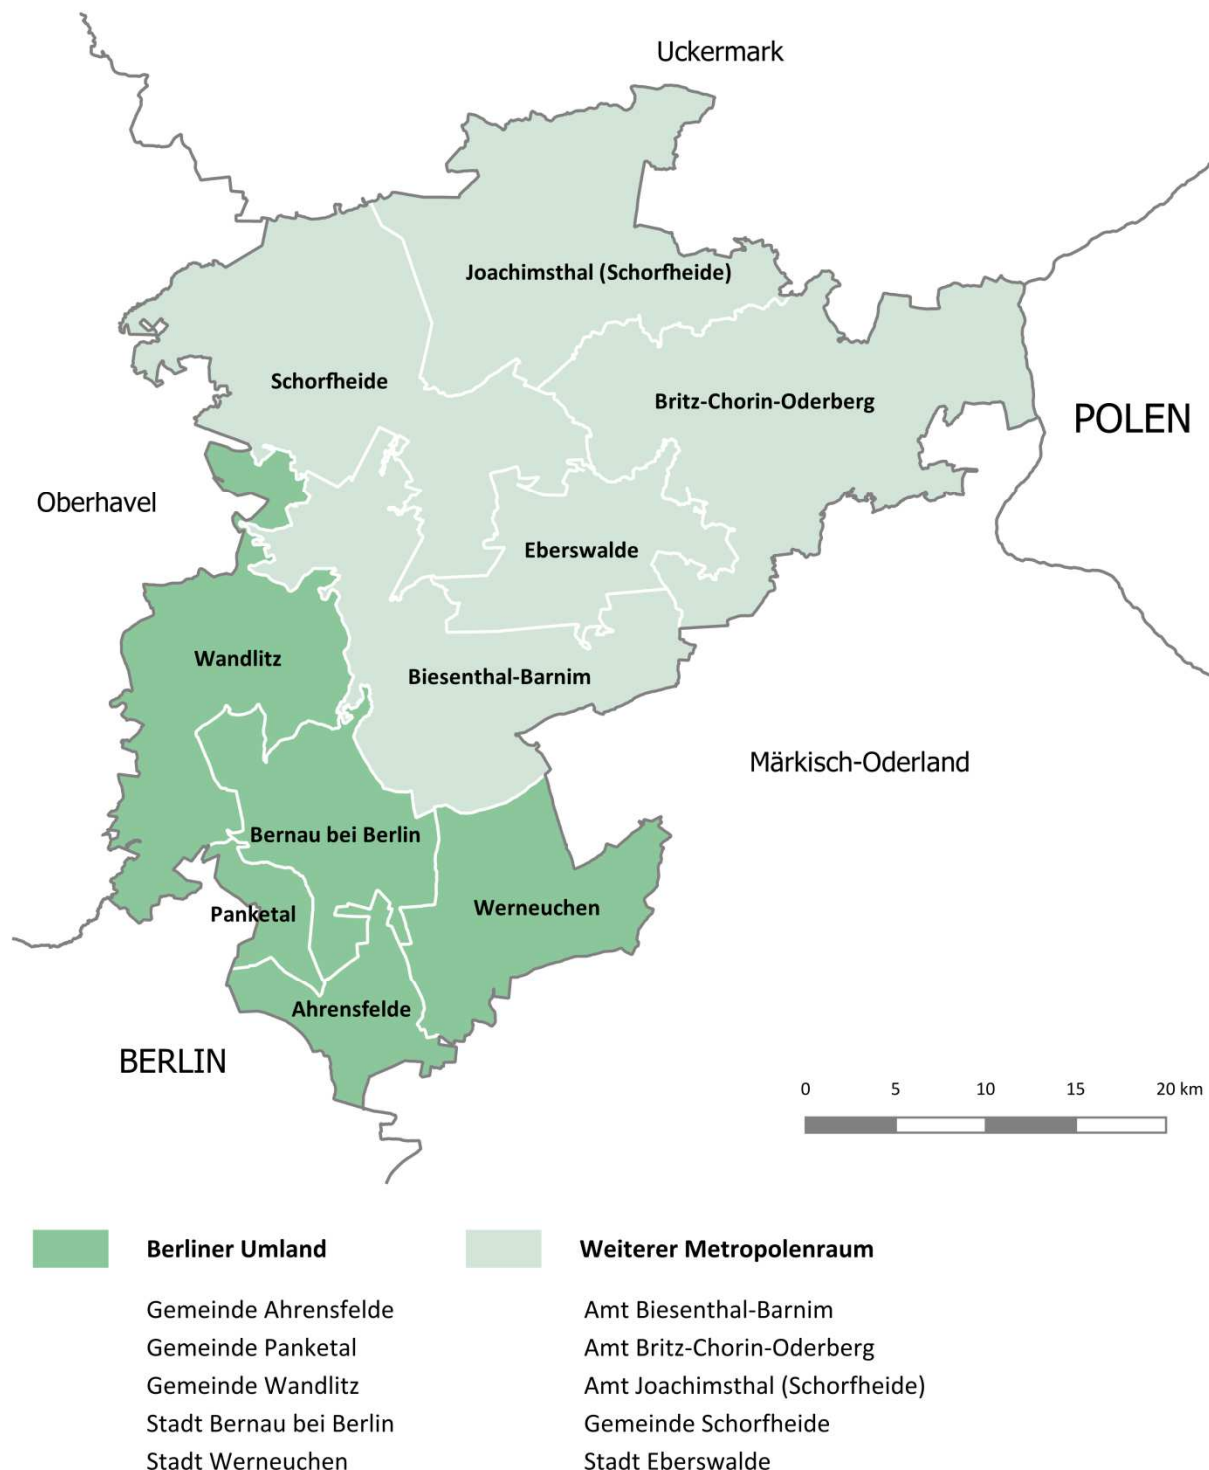 Uckermark
Joachimsthal (Schorfheide)
Schorfheide
Britz-Chorin-Oderberg
POLEN
Oberhavel
Eberswalde
Wandlitz
Biesenthal-Barnim
Märkisch-Oderland
Bernau bei Berlin
Panketal
Werneuchen
Ahrensfelde
BERLIN
0 5 10 15 20 km
Berliner Umland
Gemeinde Ahrensfelde
Gemeinde Panketal
Gemeinde Wandlitz
Stadt Bernau bei Berlin
Stadt Werneuchen
Weiterer Metropolenraum
Amt Biesenthal-Barnim
Amt Britz-Chorin-Oderberg
Amt Joachimsthal (Schorfheide)
Gemeinde Schorfheide
Stadt Eberswalde